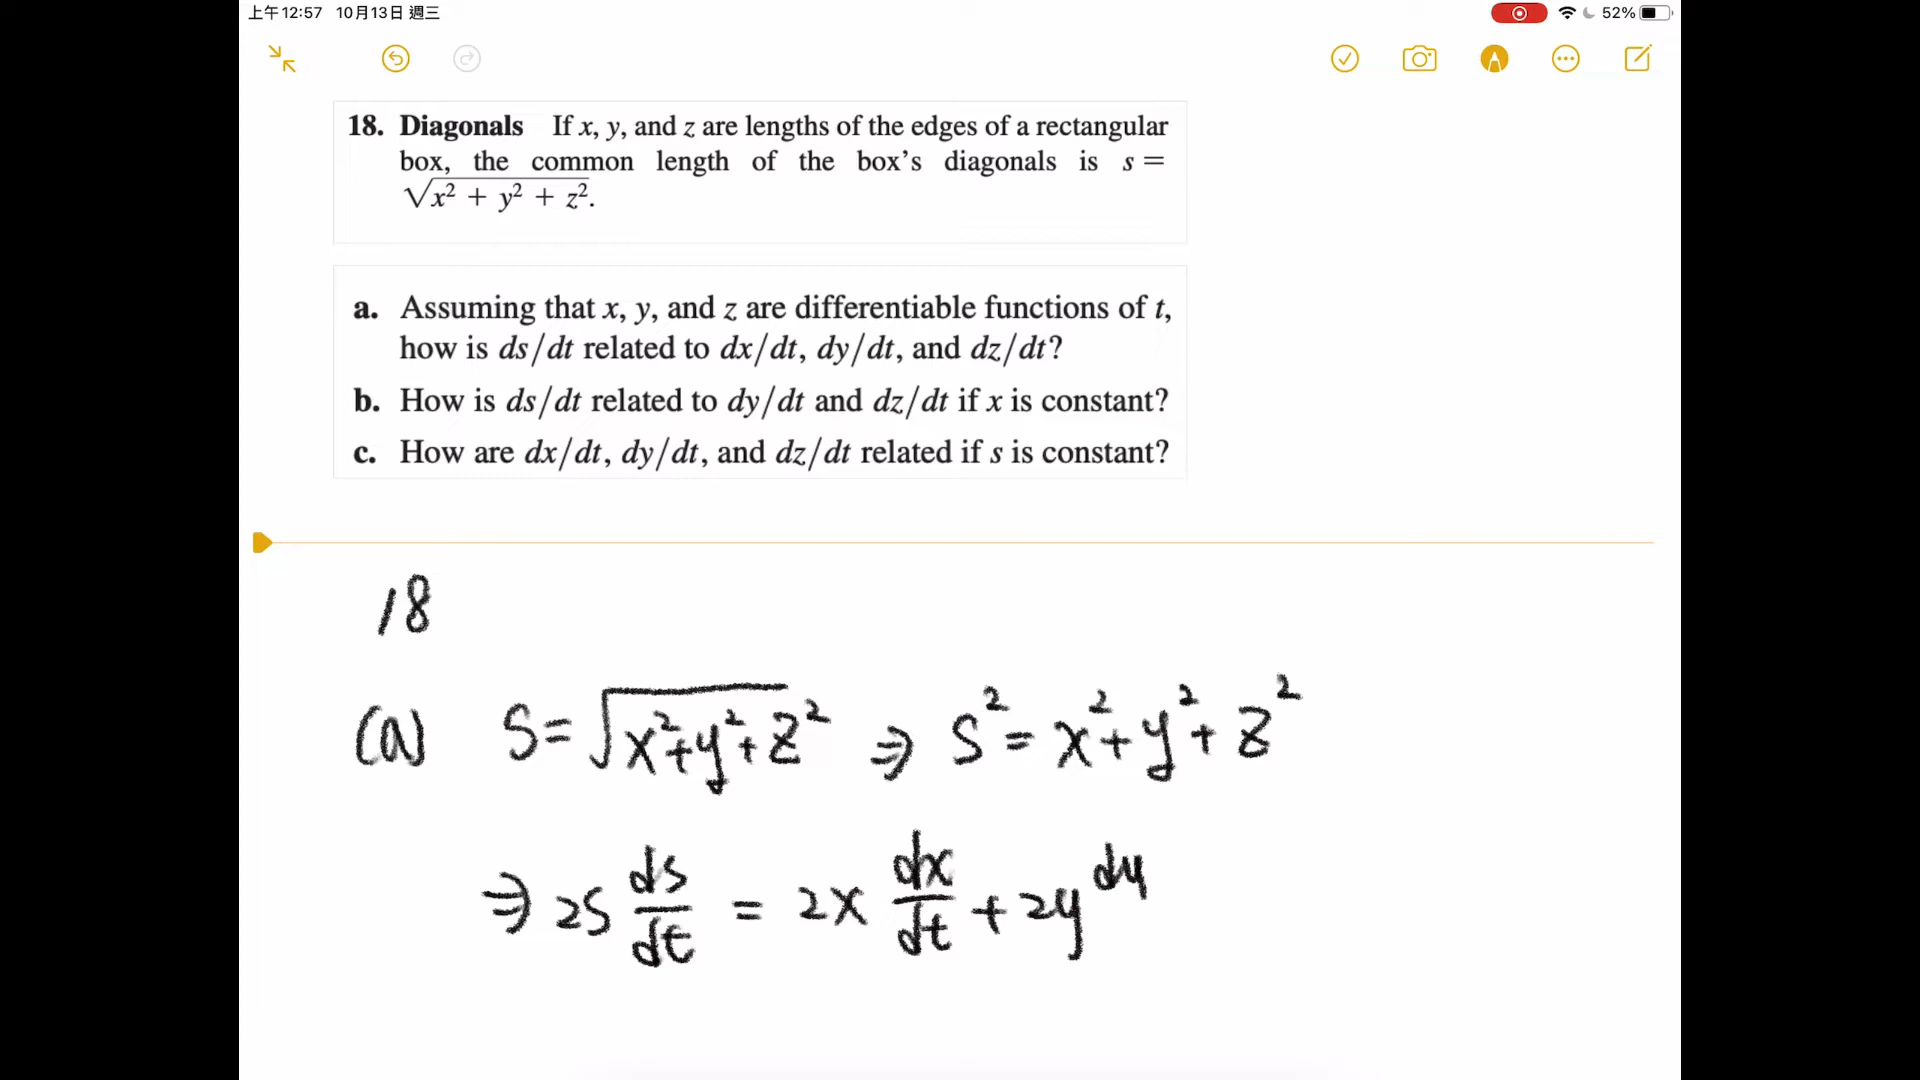 上午12:57 10月13日 週三 52%
18. Diagonals If x, y, and z are lengths of the edges of a rectangular
box, the common length of the box's diagonals is s =
√x² + y² + z².
a. Assuming that x, y, and z are differentiable functions of t,
how is ds/dt related to dx/dt, dy/dt, and dz/dt?
b. How is ds/dt related to dy/dt and dz/dt if x is constant?
c. How are dx/dt, dy/dt, and dz/dt related if s is constant?
18
(a) S = √x²+y²+z² ⇒ S² = x²+y²+z²
⇒ 2S ds/dt = 2x dx/dt + 2y dy